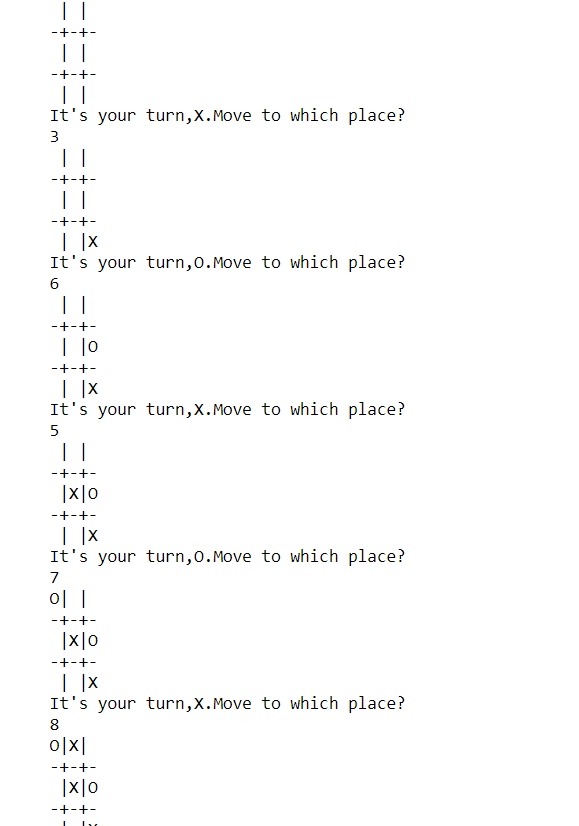 | |
-+-+-
 | |
-+-+-
 | |
It's your turn,X.Move to which place?
3
 | |
-+-+-
 | |
-+-+-
 | |X
It's your turn,O.Move to which place?
6
 | |
-+-+-
 | |O
-+-+-
 | |X
It's your turn,X.Move to which place?
5
 | |
-+-+-
 |X|O
-+-+-
 | |X
It's your turn,O.Move to which place?
7
O| |
-+-+-
 |X|O
-+-+-
 | |X
It's your turn,X.Move to which place?
8
O|X|
-+-+-
 |X|O
-+-+-